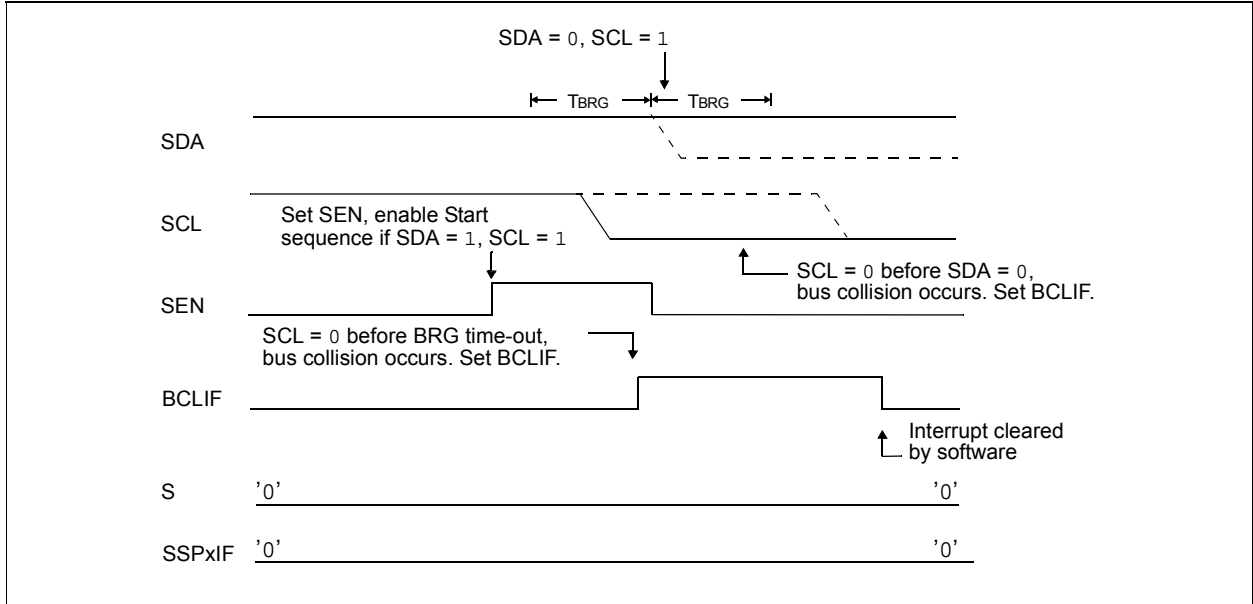 SDA = 0, SCL = 1
TBRG TBRG
SDA
SCL
Set SEN, enable Start
sequence if SDA = 1, SCL = 1
SCL = 0 before SDA = 0,
bus collision occurs. Set BCLIF.
SEN
SCL = 0 before BRG time-out,
bus collision occurs. Set BCLIF.
BCLIF
Interrupt cleared
by software
S '0' '0'
SSPxIF '0' '0'